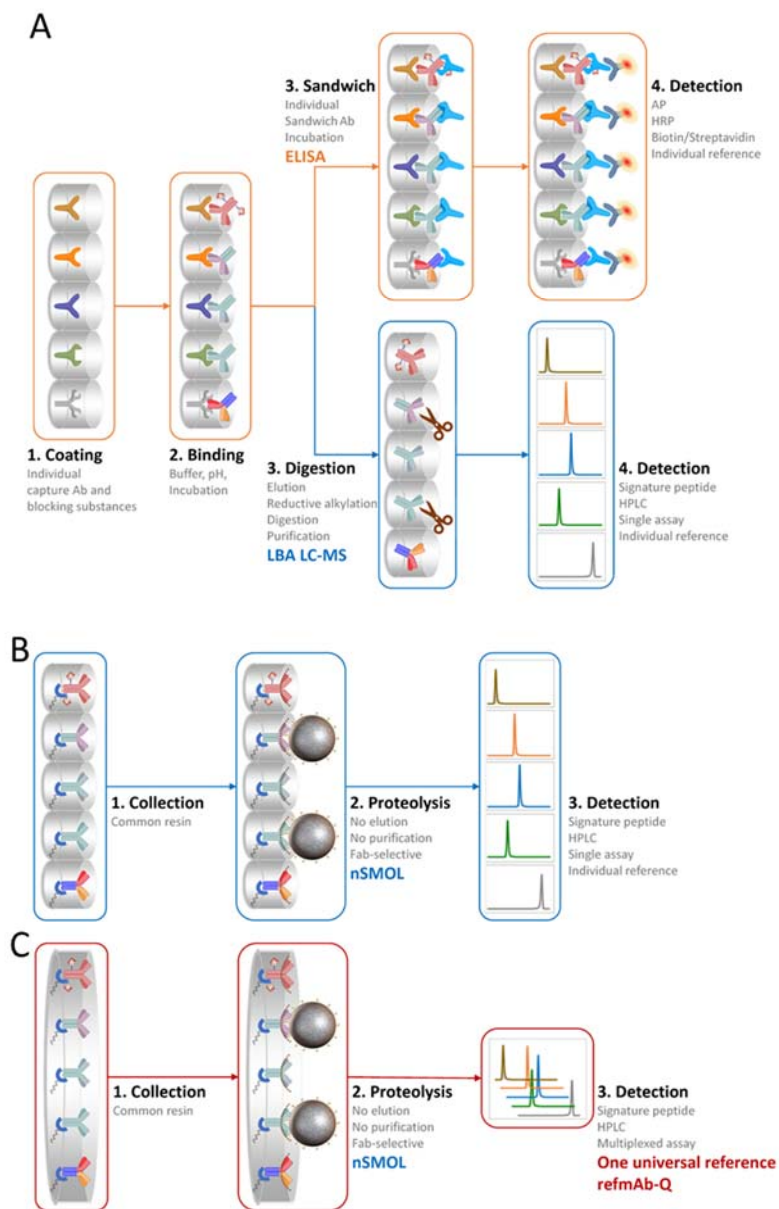 A
1. Coating
Individual
capture Ab and
blocking substances
2. Binding
Buffer, pH,
Incubation
3. Sandwich
Individual
Sandwich Ab
Incubation
ELISA
4. Detection
AP
HRP
Biotin/Streptavidin
Individual reference
3. Digestion
Elution
Reductive alkylation
Digestion
Purification
LBA LC-MS
4. Detection
Signature peptide
HPLC
Single assay
Individual reference
B
1. Collection
Common resin
2. Proteolysis
No elution
No purification
Fab-selective
nSMOL
3. Detection
Signature peptide
HPLC
Single assay
Individual reference
C
1. Collection
Common resin
2. Proteolysis
No elution
No purification
Fab-selective
nSMOL
3. Detection
Signature peptide
HPLC
Multiplexed assay
One universal reference
refmAb-Q